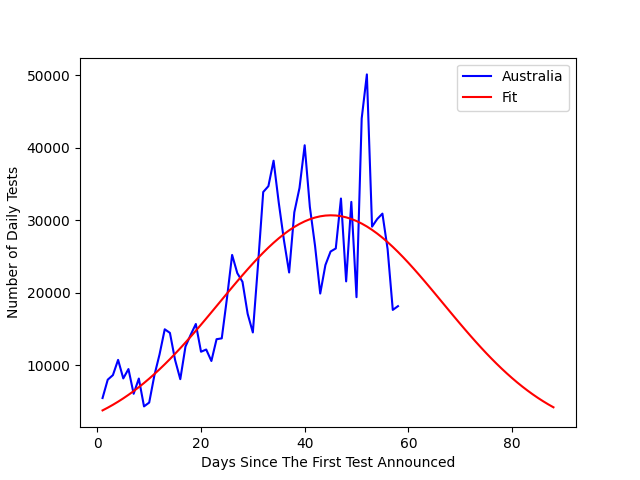 Australia
Fit
50000
40000
30000
20000
10000
Number of Daily Tests
0
20
40
60
80
Days Since The First Test Announced